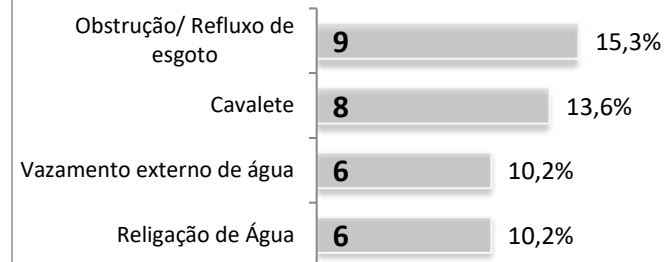 Obstrução/ Refluxo de
esgoto
9
15,3%
Cavalete
8
13,6%
Vazamento externo de água
6
10,2%
Religação de Água
6
10,2%